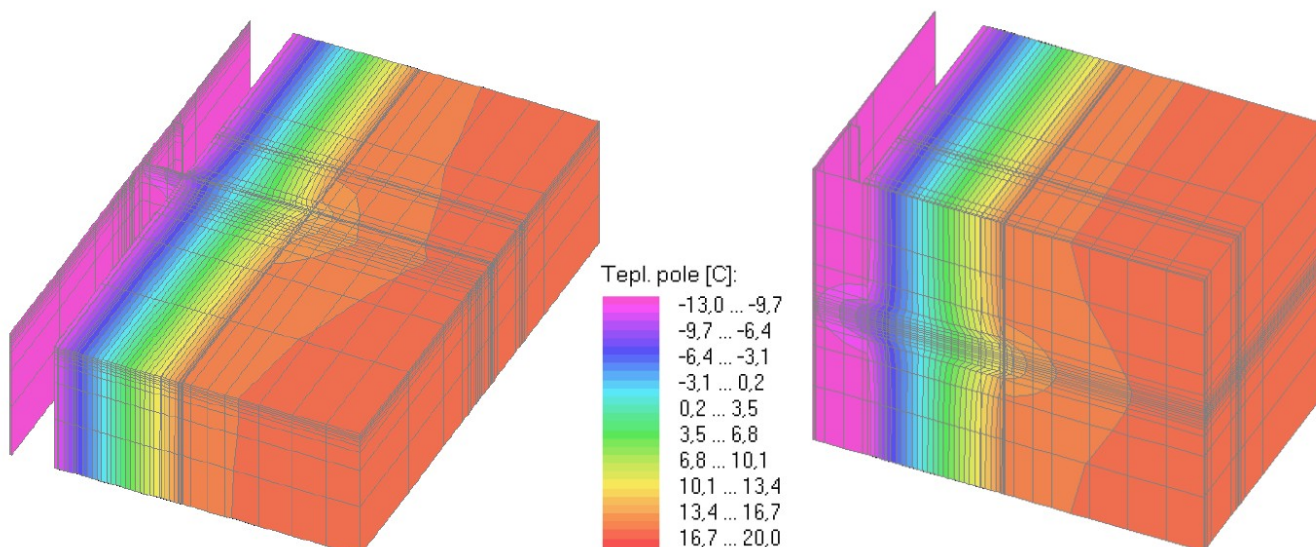 Tepl. pole [C]:
-13,0 ... -9,7
-9,7 ... -6,4
-6,4 ... -3,1
-3,1 ... 0,2
0,2 ... 3,5
3,5 ... 6,8
6,8 ... 10,1
10,1 ... 13,4
13,4 ... 16,7
16,7 ... 20,0